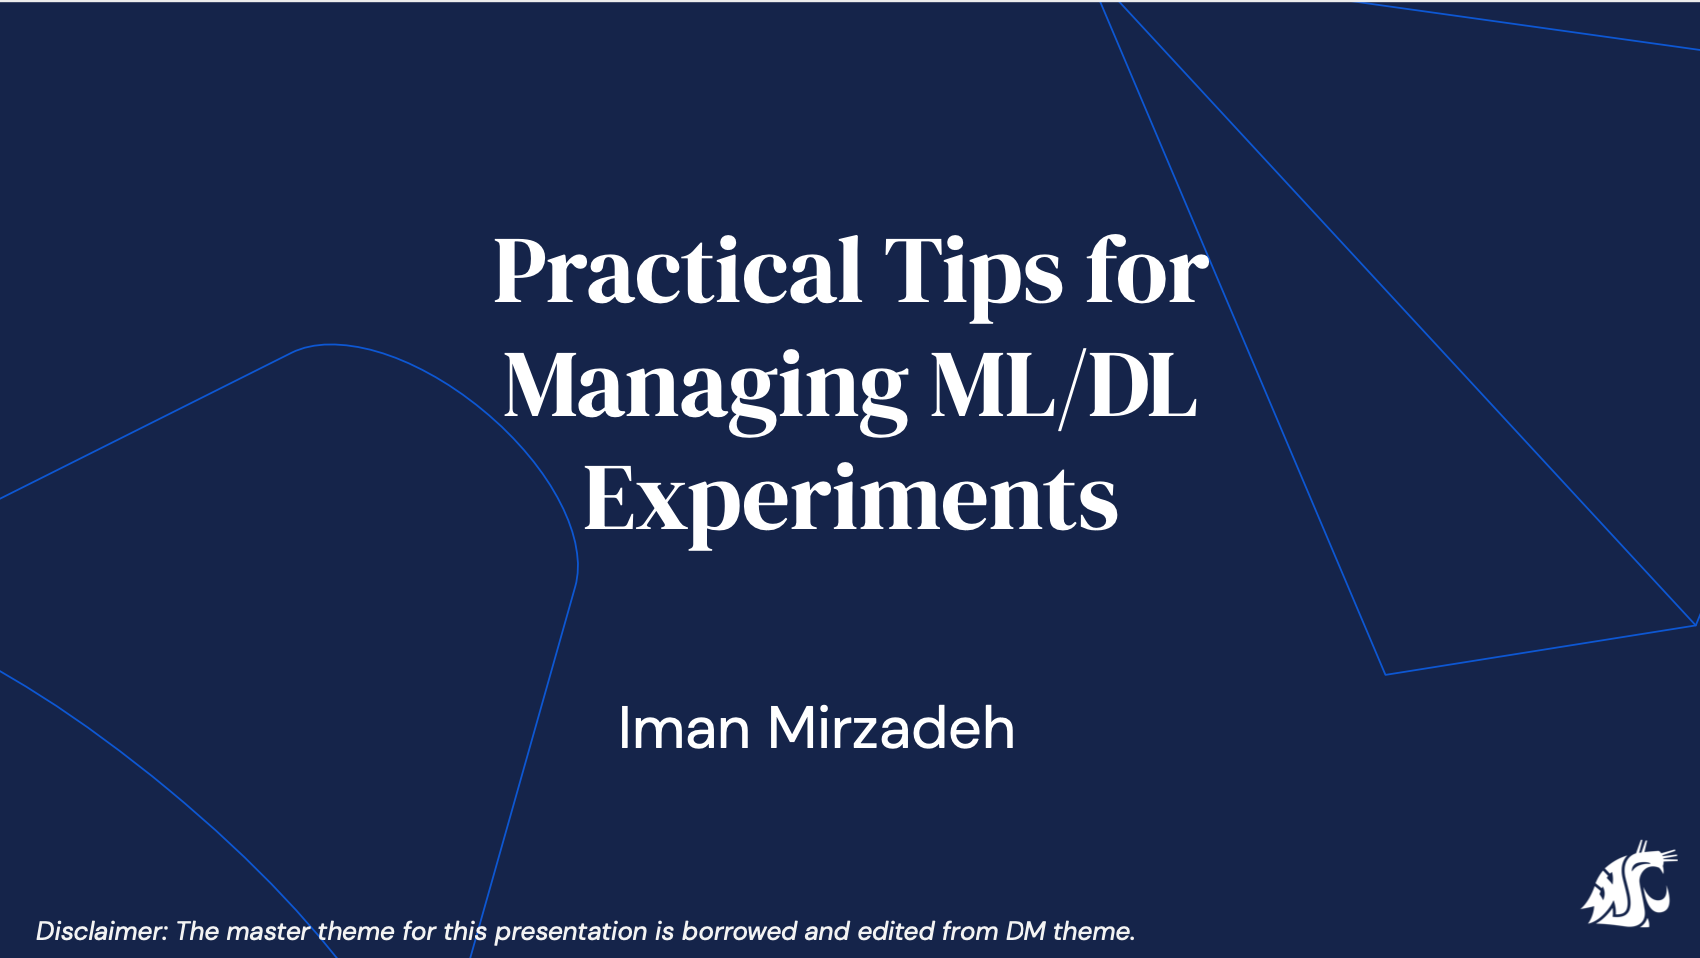 Practical Tips for
Managing ML/DL
Experiments
Iman Mirzadeh
Disclaimer: The master theme for this presentation is borrowed and edited from DM theme.